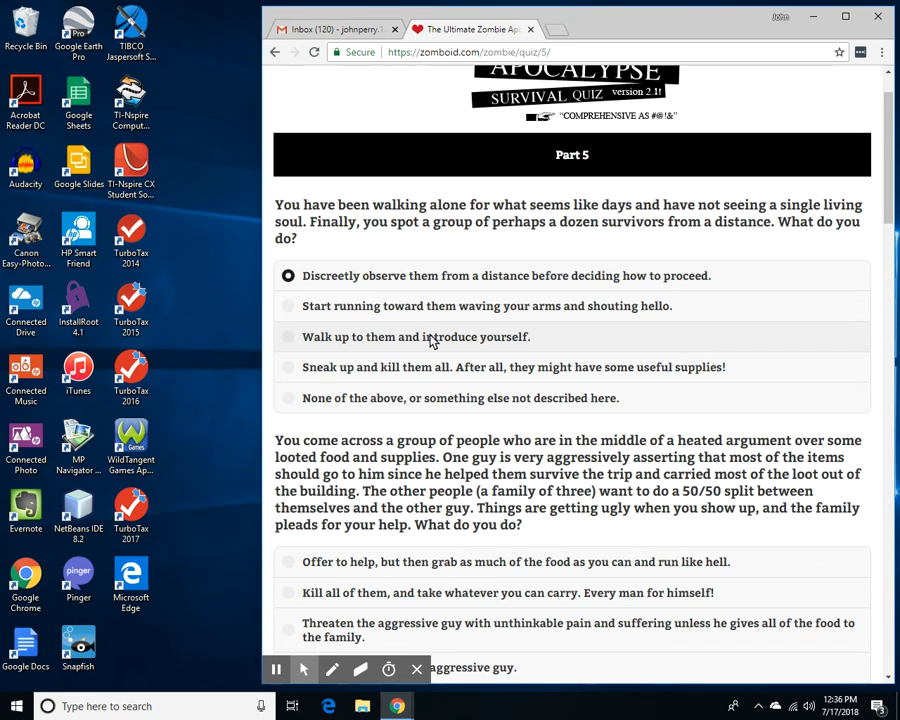 Recycle Bin
Google Earth
Pro
TIBCO
Jaspersoft S...
Acrobat
Reader DC
Google
Sheets
TI-Nspire
Comput...
Audacity
Google Slides
TI-Nspire CX
Student So...
Canon
Easy-Photo...
HP Smart
Friend
TurboTax
2014
Connected
Drive
InstallRoot
4.1
TurboTax
2015
Connected
Music
iTunes
TurboTax
2016
Connected
Photo
MP
Navigator ...
WildTangent
Games Ap...
Evernote
NetBeans IDE
8.2
TurboTax
2017
Google
Chrome
Pinger
Microsoft
Edge
Google Docs
Snapfish
John
Inbox (120) - johnperry.1
The Ultimate Zombie Ap
Secure
https://zomboid.com/zombie/quiz/5/
APOCALYPSE
SURVIVAL QUIZ version 2.1!
"COMPREHENSIVE AS #@!&"
Part 5
You have been walking alone for what seems like days and have not seeing a single living
soul. Finally, you spot a group of perhaps a dozen survivors from a distance. What do you
do?
Discreetly observe them from a distance before deciding how to proceed.
Start running toward them waving your arms and shouting hello.
Walk up to them and introduce yourself.
Sneak up and kill them all. After all, they might have some useful supplies!
None of the above, or something else not described here.
You come across a group of people who are in the middle of a heated argument over some
looted food and supplies. One guy is very aggressively asserting that most of the items
should go to him since he helped them survive the trip and carried most of the loot out of
the building. The other people (a family of three) want to do a 50/50 split between
themselves and the other guy. Things are getting ugly when you show up, and the family
pleads for your help. What do you do?
Offer to help, but then grab as much of the food as you can and run like hell.
Kill all of them, and take whatever you can carry. Every man for himself!
Threaten the aggressive guy with unthinkable pain and suffering unless he gives all of the food to
the family.
aggressive guy.
Type here to search
12:36 PM
7/17/2018
3